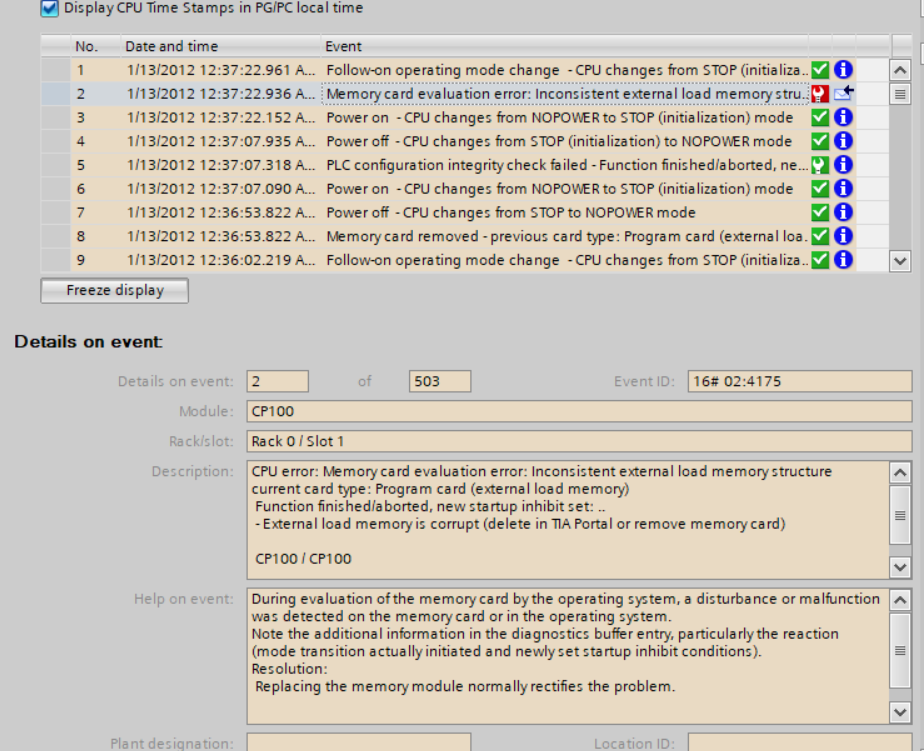 Display CPU Time Stamps in PG/PC local time
No. Date and time Event
1 1/13/2012 12:37:22.961 A... Follow-on operating mode change - CPU changes from STOP (initializa..
2 1/13/2012 12:37:22.936 A... Memory card evaluation error: Inconsistent external load memory stru..
3 1/13/2012 12:37:22.152 A... Power on - CPU changes from NOPOWER to STOP (initialization) mode
4 1/13/2012 12:37:07.935 A... Power off - CPU changes from STOP (initialization) to NOPOWER mode
5 1/13/2012 12:37:07.318 A... PLC configuration integrity check failed - Function finished/aborted, ne...
6 1/13/2012 12:37:07.090 A... Power on - CPU changes from NOPOWER to STOP (initialization) mode
7 1/13/2012 12:36:53.822 A... Power off - CPU changes from STOP to NOPOWER mode
8 1/13/2012 12:36:53.822 A... Memory card removed - previous card type: Program card (external loa.
9 1/13/2012 12:36:02.219 A... Follow-on operating mode change - CPU changes from STOP (initializa..
Freeze display
Details on event:
Details on event: 2 of 503 Event ID: 16# 02:4175
Module: CP100
Rack/slot: Rack 0 / Slot 1
Description: CPU error: Memory card evaluation error: Inconsistent external load memory structure
current card type: Program card (external load memory)
Function finished/aborted, new startup inhibit set: ..
- External load memory is corrupt (delete in TIA Portal or remove memory card)
CP100 / CP100
Help on event: During evaluation of the memory card by the operating system, a disturbance or malfunction
was detected on the memory card or in the operating system.
Note the additional information in the diagnostics buffer entry, particularly the reaction
(mode transition actually initiated and newly set startup inhibit conditions).
Resolution:
Replacing the memory module normally rectifies the problem.
Plant designation: Location ID: